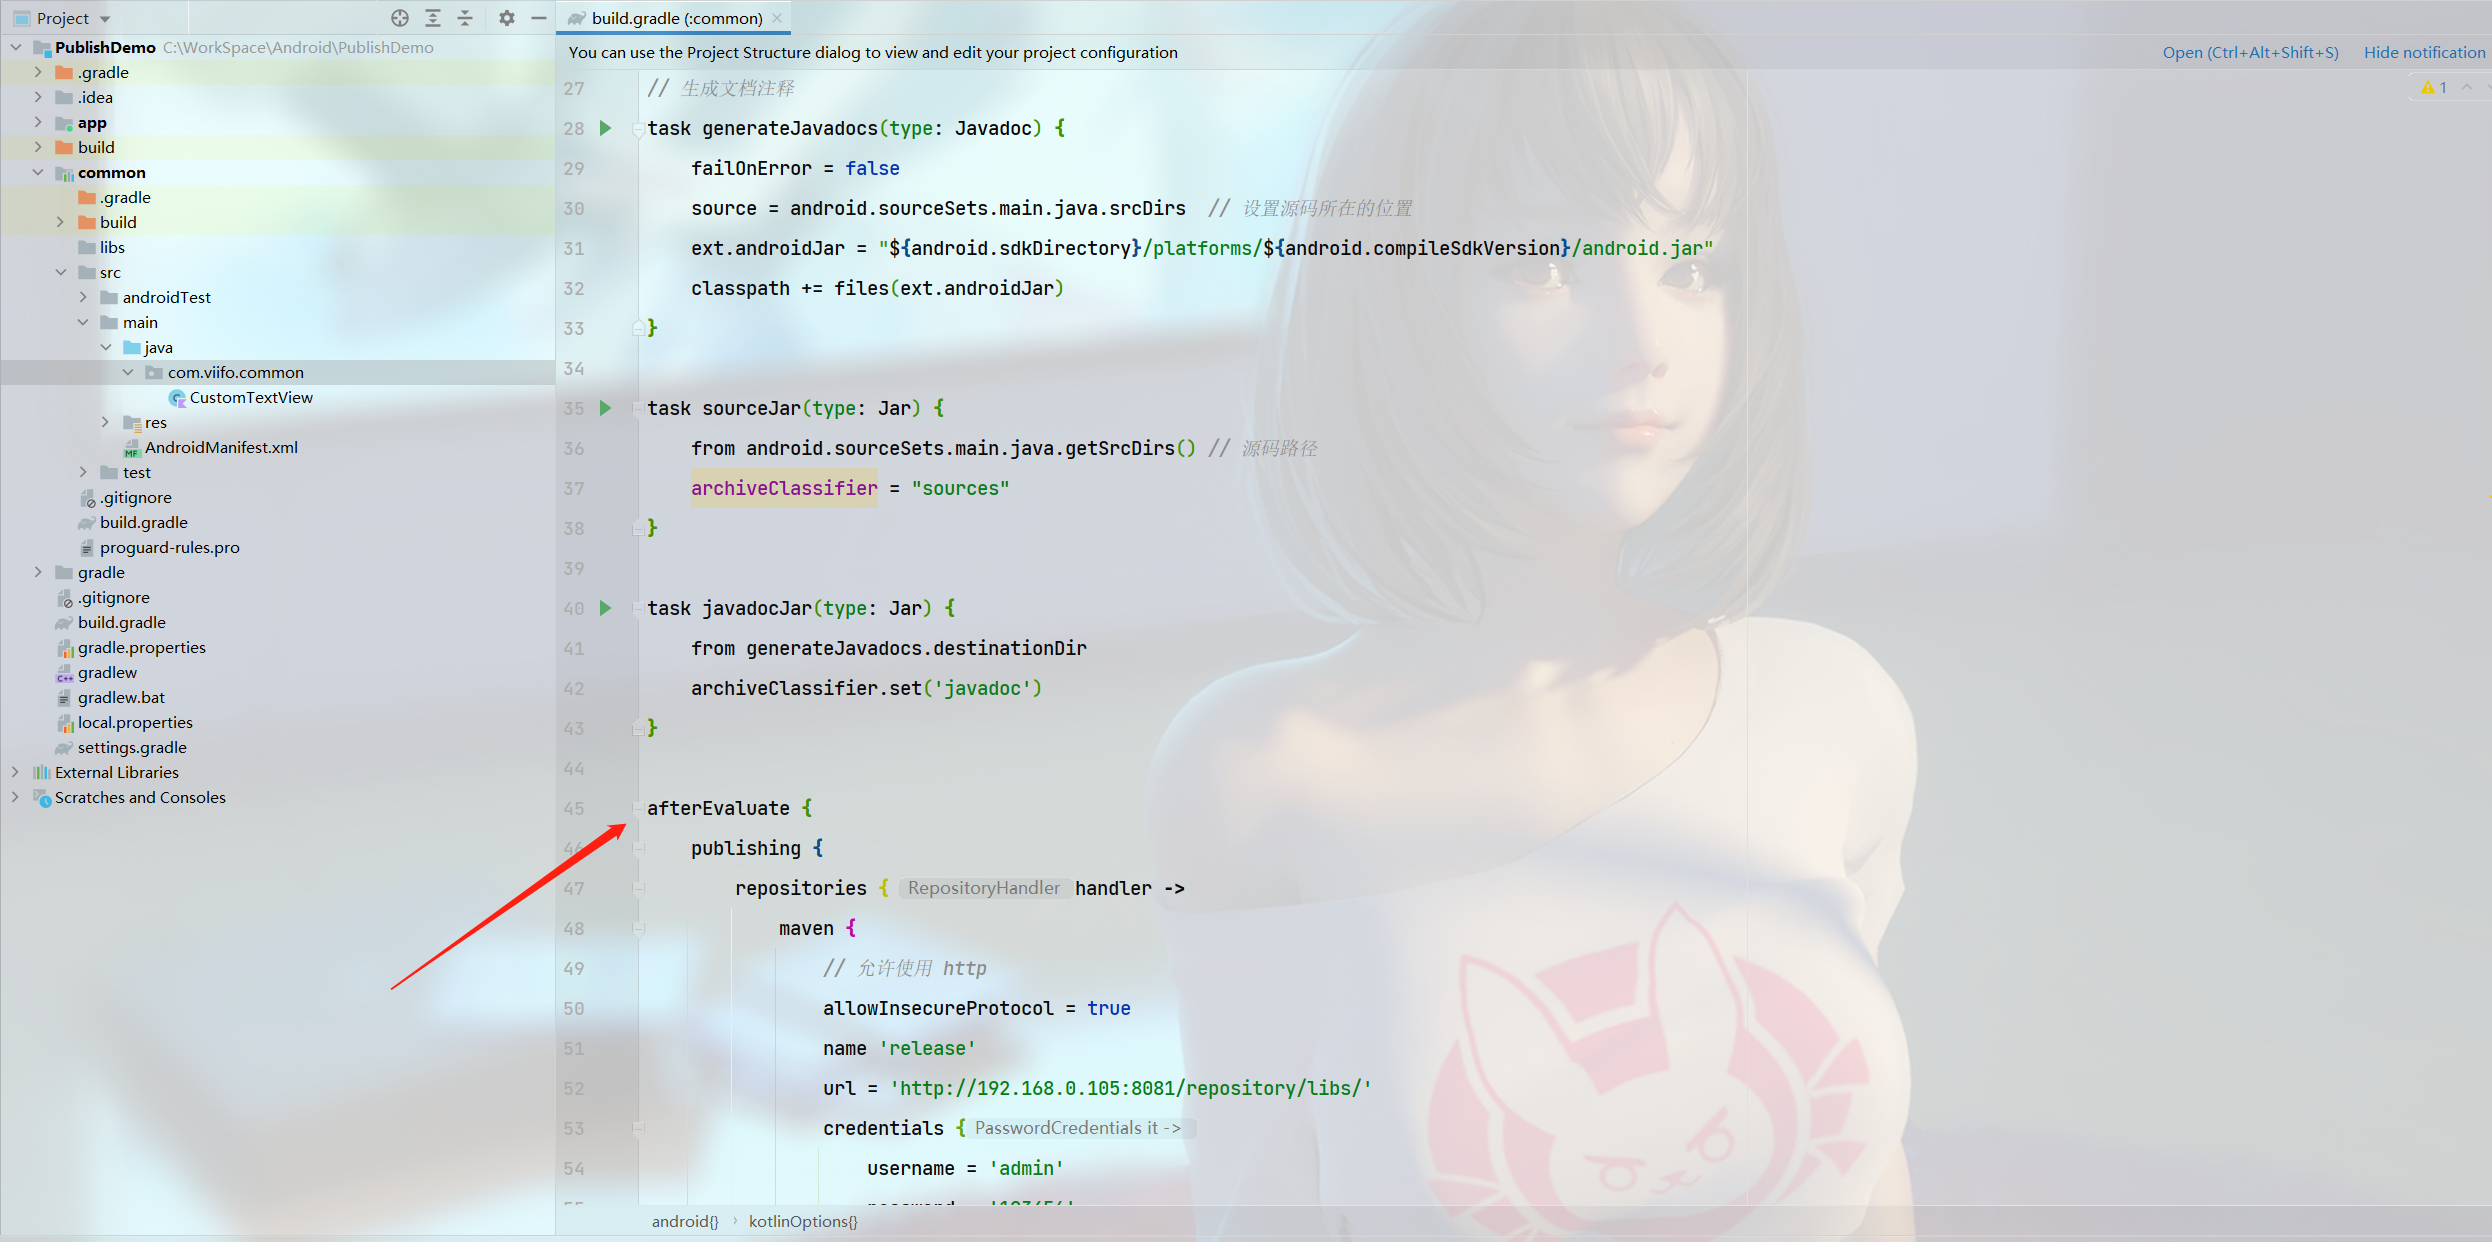 Project
build.gradle (:common)
PublishDemo C:\WorkSpace\Android\PublishDemo
You can use the Project Structure dialog to view and edit your project configuration
Open (Ctrl+Alt+Shift+S)
Hide notification
.gradle
.idea
app
build
common
.gradle
build
libs
src
androidTest
main
java
com.viifo.common
CustomTextView
res
AndroidManifest.xml
test
.gitignore
build.gradle
proguard-rules.pro
gradle
.gitignore
build.gradle
gradle.properties
gradlew
gradlew.bat
local.properties
settings.gradle
External Libraries
Scratches and Consoles
1
27 // 生成文档注释
28 task generateJavadocs(type: Javadoc) {
29 failOnError = false
30 source = android.sourceSets.main.java.srcDirs // 设置源码所在的位置
31 ext.androidJar = "${android.sdkDirectory}/platforms/${android.compileSdkVersion}/android.jar"
32 classpath += files(ext.androidJar)
33 }
34
35 task sourceJar(type: Jar) {
36 from android.sourceSets.main.java.getSrcDirs() // 源码路径
37 archiveClassifier = "sources"
38 }
39
40 task javadocJar(type: Jar) {
41 from generateJavadocs.destinationDir
42 archiveClassifier.set('javadoc')
43 }
44
45 afterEvaluate {
46 publishing {
47 repositories { RepositoryHandler handler ->
48 maven {
49 // 允许使用 http
50 allowInsecureProtocol = true
51 name 'release'
52 url = 'http://192.168.0.105:8081/repository/libs/'
53 credentials { PasswordCredentials it ->
54 username = 'admin'
android{} › kotlinOptions{}